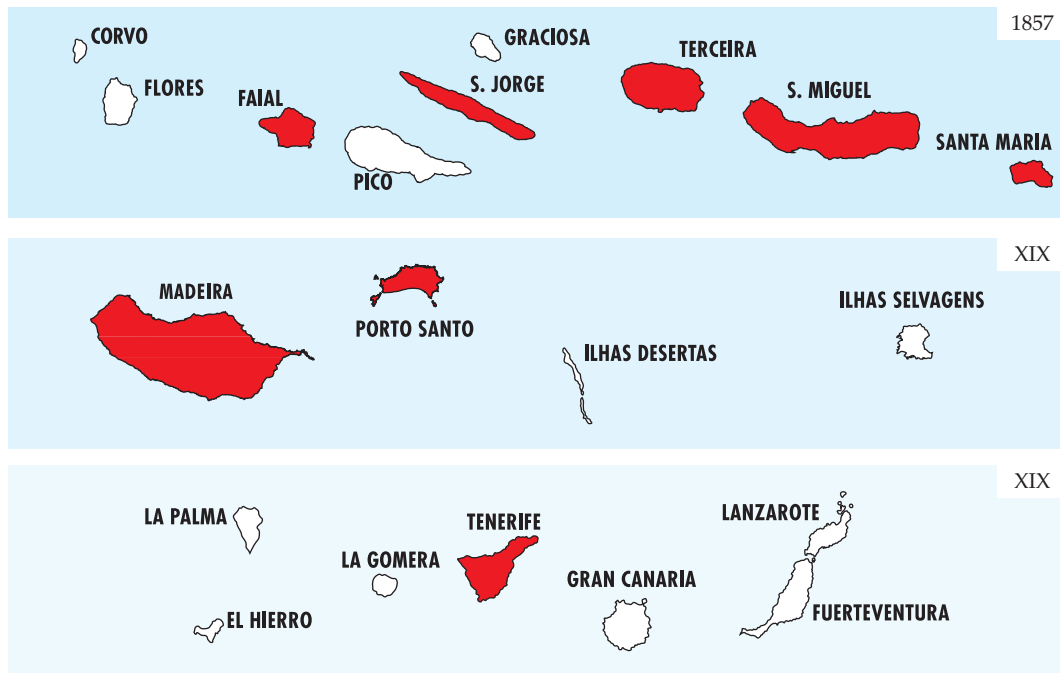 1857
CORVO
GRACIOSA
TERCEIRA
FLORES
S. JORGE
S. MIGUEL
FAIAL
SANTA MARIA
PICO
XIX
MADEIRA
ILHAS SELVAGENS
PORTO SANTO
ILHAS DESERTAS
XIX
LA PALMA
TENERIFE
LANZAROTE
LA GOMERA
GRAN CANARIA
EL HIERRO
FUERTEVENTURA